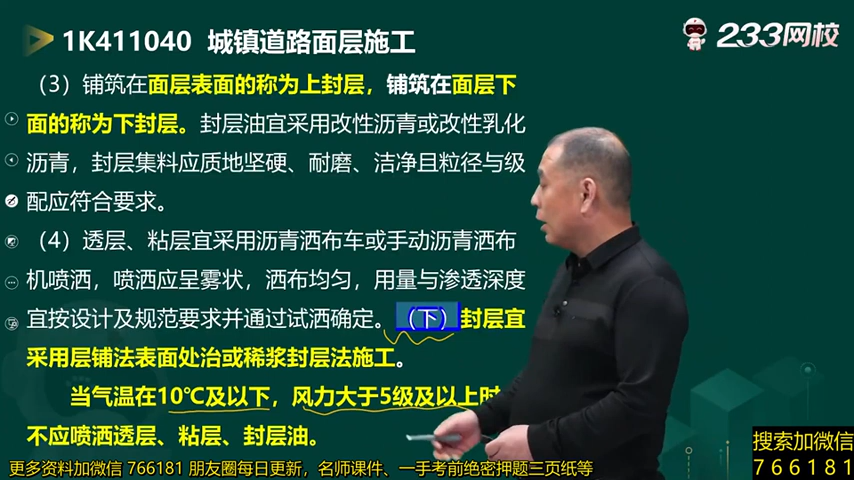 1K411040 城镇道路面层施工
233网校
（3）铺筑在面层表面的称为上封层，铺筑在面层下
面的称为下封层。封层油宜采用改性沥青或改性乳化
沥青，封层集料应质地坚硬、耐磨、洁净且粒径与级
配应符合要求。
（4）透层、粘层宜采用沥青洒布车或手动沥青洒布
机喷洒，喷洒应呈雾状，洒布均匀，用量与渗透深度
宜按设计及规范要求并通过试洒确定。（下）封层宜
采用层铺法表面处治或稀浆封层法施工。
当气温在10℃及以下，风力大于5级及以上时
不应喷洒透层、粘层、封层油。
搜索加微信
766181
更多资料加微信 766181 朋友圈每日更新，名师课件、一手考前绝密押题三页纸等